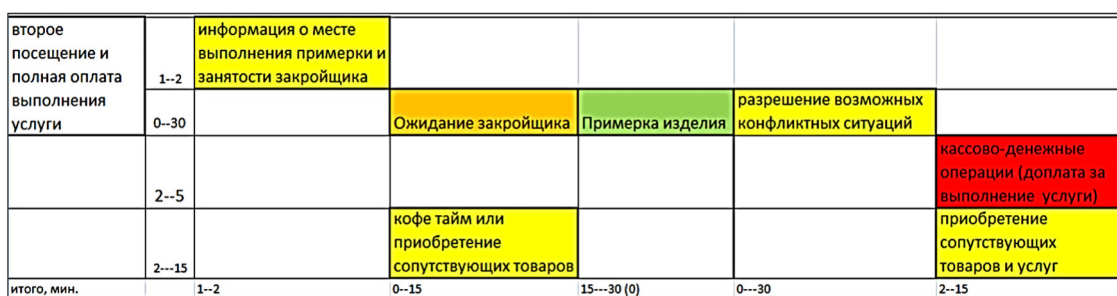 второе
посещение и
полная оплата
выполнения
услуги
1--2
информация о месте
выполнения примерки и
занятости закройщика
0--30
Ожидание закройщика
Примерка изделия
разрешение возможных
конфликтных ситуаций
2--5
кассово-денежные
операции (доплата за
выполнение услуги)
2---15
кофе тайм или
приобретение
сопутствующих товаров
приобретение
сопутствующих
товаров и услуг
итого, мин.
1--2
0--15
15---30 (0)
0---30
2--15